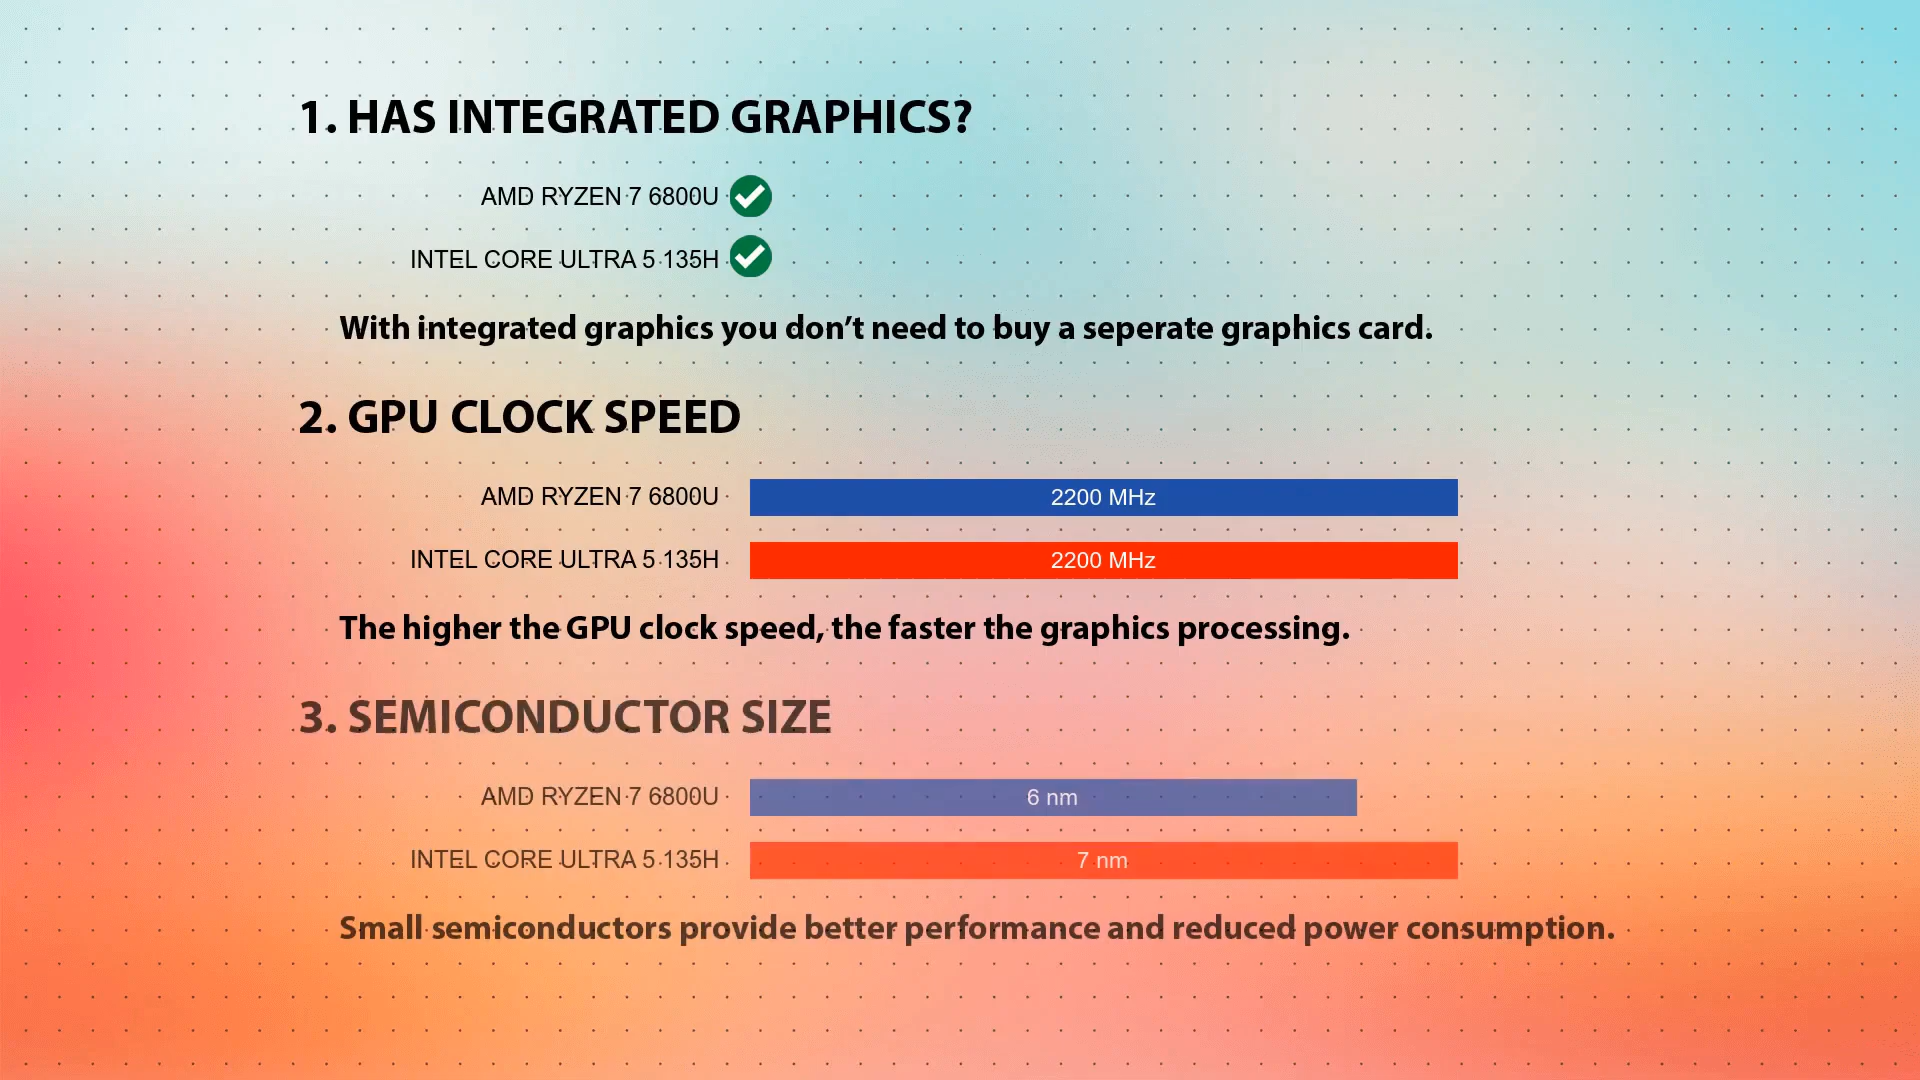 1. HAS INTEGRATED GRAPHICS?
AMD RYZEN 7 6800U
INTEL CORE ULTRA 5 135H
With integrated graphics you don’t need to buy a seperate graphics card.
2. GPU CLOCK SPEED
AMD RYZEN 7 6800U 2200 MHz
INTEL CORE ULTRA 5 135H 2200 MHz
The higher the GPU clock speed, the faster the graphics processing.
3. SEMICONDUCTOR SIZE
AMD RYZEN 7 6800U 6 nm
INTEL CORE ULTRA 5 135H 7 nm
Small semiconductors provide better performance and reduced power consumption.